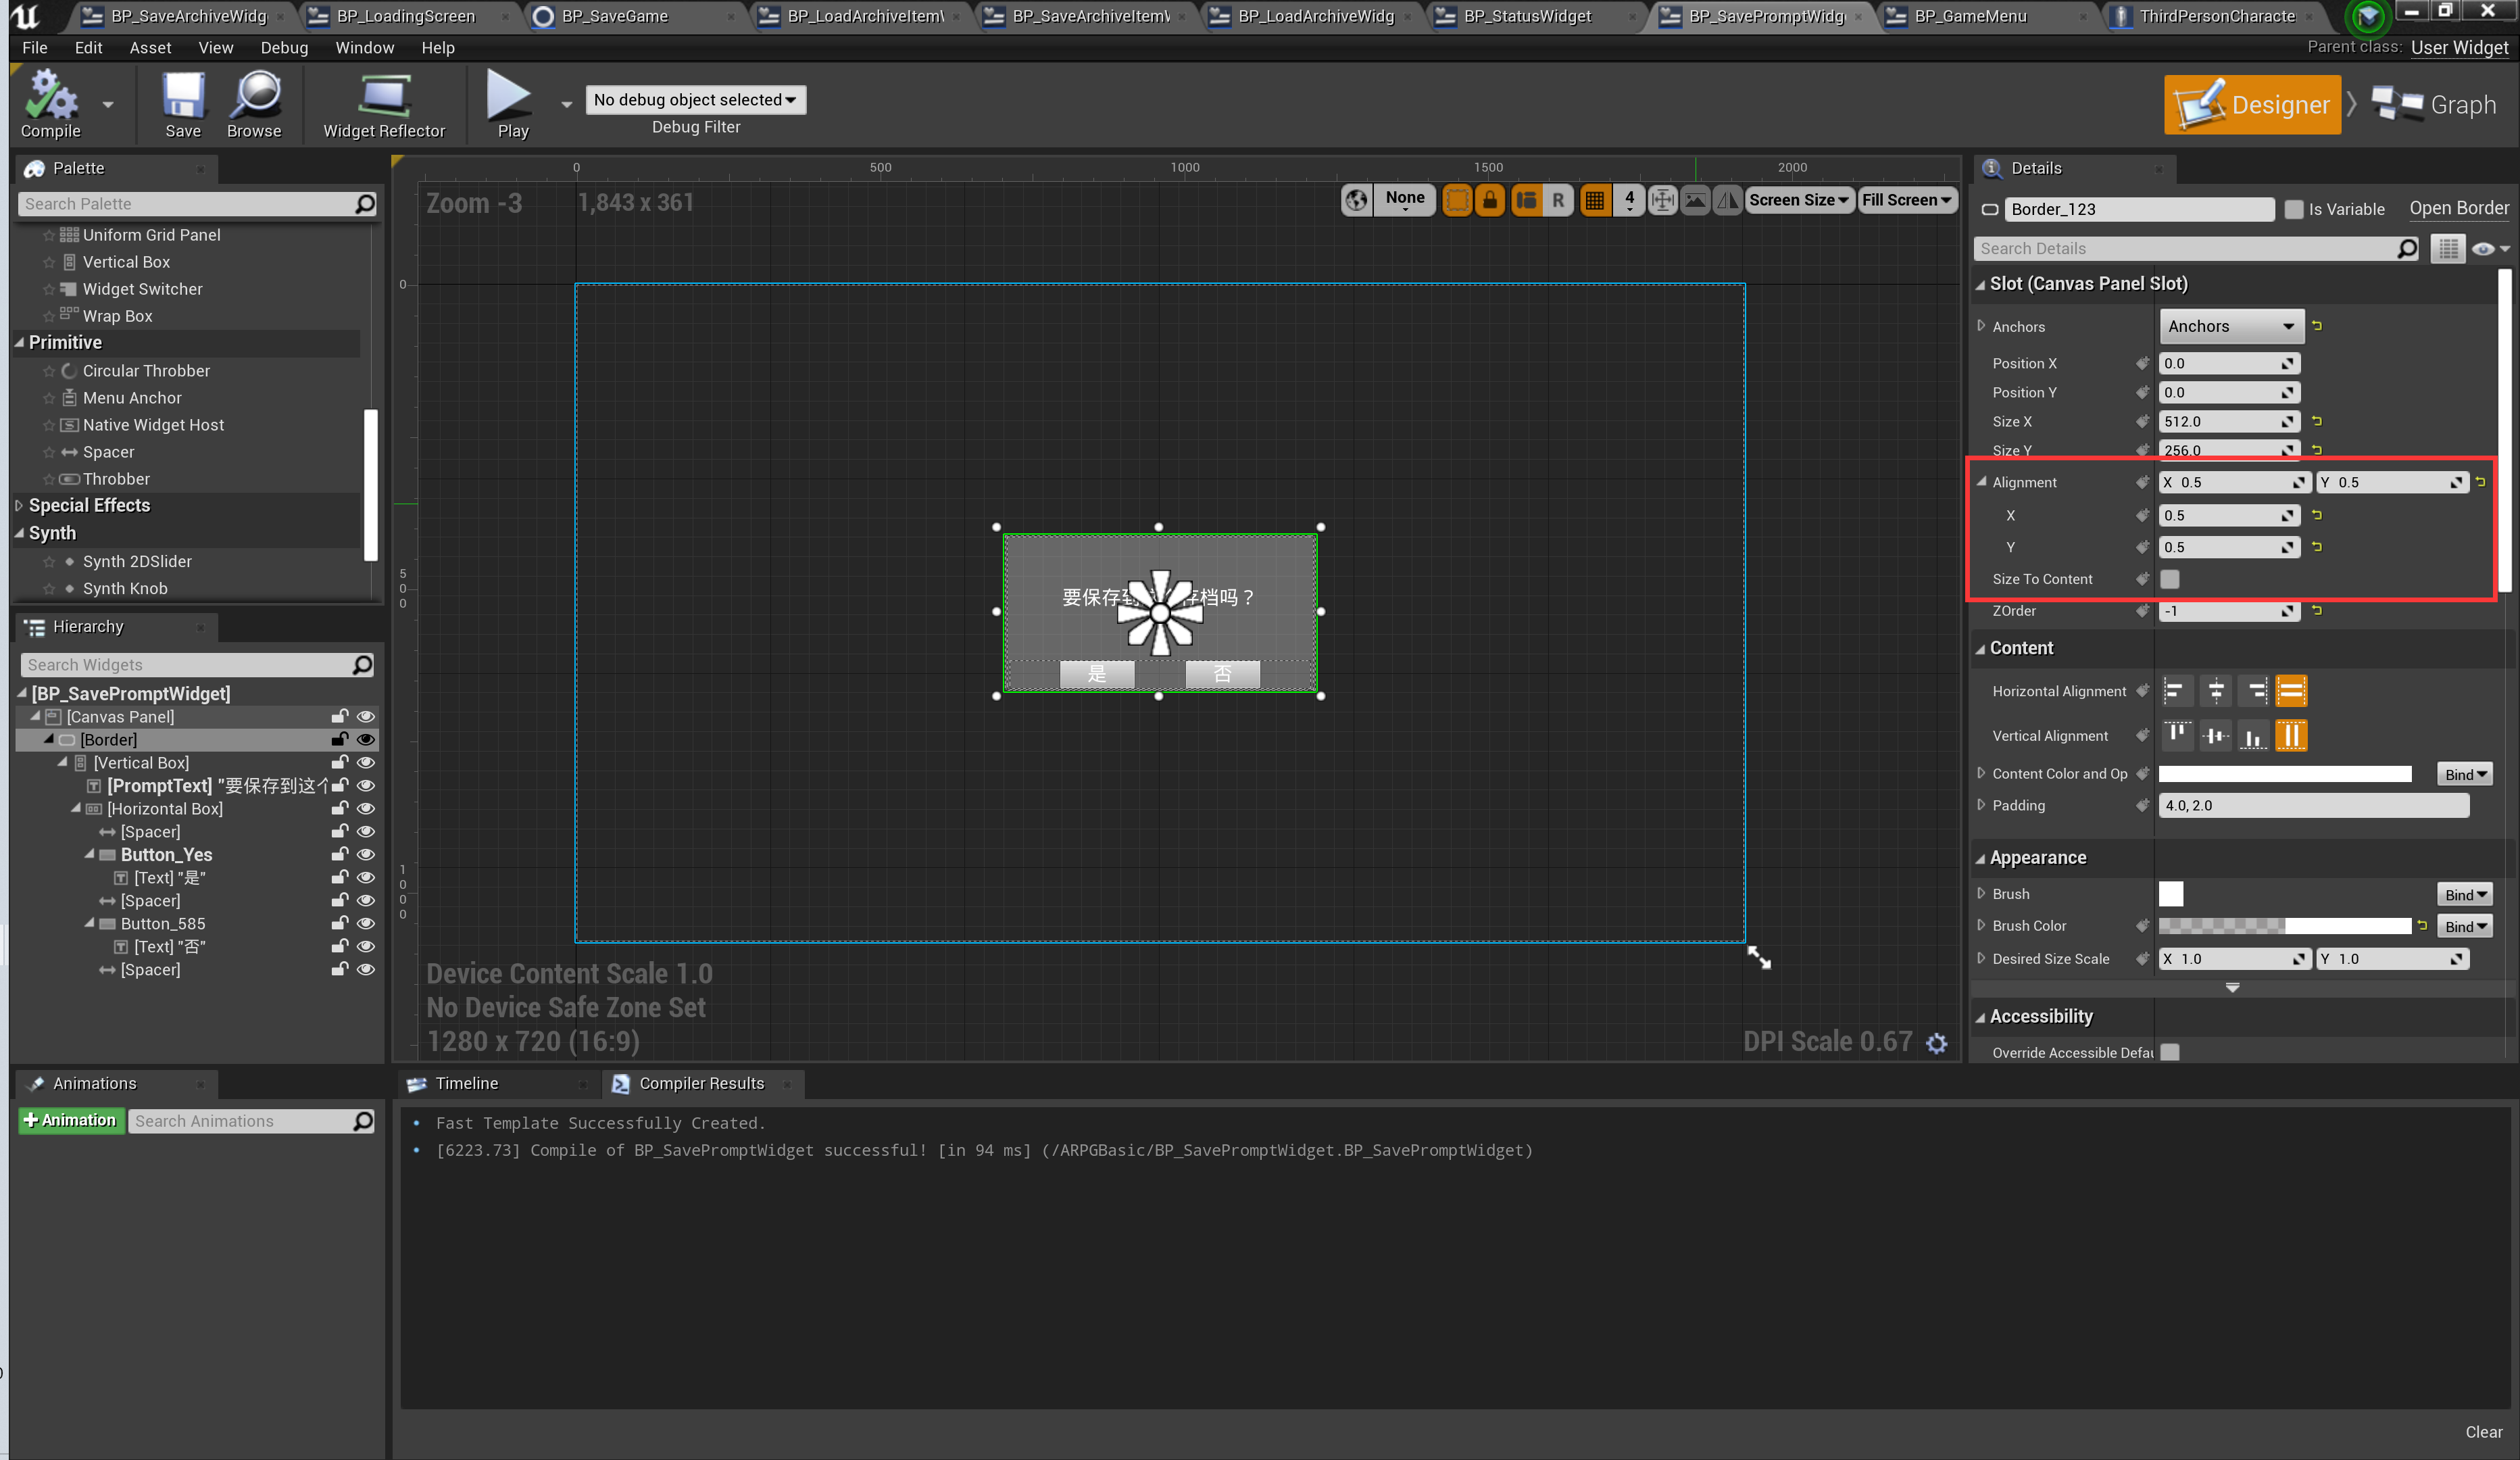 BP_SaveArchiveWidg
BP_LoadingScreen
BP_SaveGame
BP_LoadArchiveItemW
BP_SaveArchiveItemW
BP_LoadArchiveWidg
BP_StatusWidget
BP_SavePromptWidg
BP_GameMenu
ThirdPersonCharacte
File Edit Asset View Debug Window Help
Parent class: User Widget
Compile
Save
Browse
Widget Reflector
Play
No debug object selected
Debug Filter
Designer
Graph
Palette
Search Palette
Uniform Grid Panel
Vertical Box
Widget Switcher
Wrap Box
Primitive
Circular Throbber
Menu Anchor
Native Widget Host
Spacer
Throbber
Special Effects
Synth
Synth 2DSlider
Synth Knob
Hierarchy
Search Widgets
[BP_SavePromptWidget]
[Canvas Panel]
[Border]
[Vertical Box]
[PromptText] "要保存到这个
[Horizontal Box]
[Spacer]
Button_Yes
[Text] "是"
[Spacer]
Button_585
[Text] "否"
[Spacer]
Animations
+ Animation
Search Animations
0 500 1000 1500 2000
Zoom -3
1,843 x 361
None
R
4
Screen Size
Fill Screen
0
500
1000
要保存到 存档吗？
是
否
Device Content Scale 1.0
No Device Safe Zone Set
1280 x 720 (16:9)
DPI Scale 0.67
Timeline
Compiler Results
Fast Template Successfully Created.
[6223.73] Compile of BP_SavePromptWidget successful! [in 94 ms] (/ARPGBasic/BP_SavePromptWidget.BP_SavePromptWidget)
Clear
Details
Border_123
Is Variable
Open Border
Search Details
Slot (Canvas Panel Slot)
Anchors Anchors
Position X 0.0
Position Y 0.0
Size X 512.0
Size Y 256.0
Alignment X 0.5 Y 0.5
X 0.5
Y 0.5
Size To Content
ZOrder -1
Content
Horizontal Alignment
Vertical Alignment
Content Color and Op Bind
Padding 4.0, 2.0
Appearance
Brush Bind
Brush Color Bind
Desired Size Scale X 1.0 Y 1.0
Accessibility
Override Accessible Defau